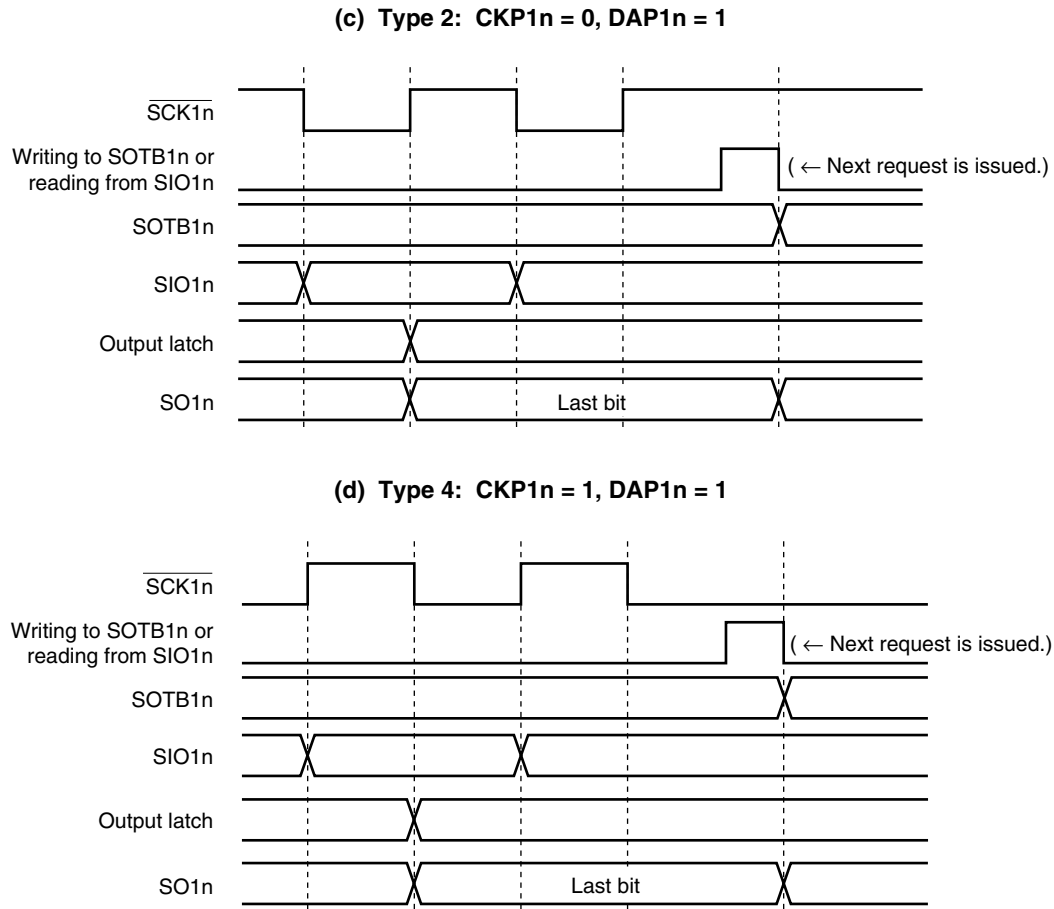 (c) Type 2: CKP1n = 0, DAP1n = 1
SCK1n
Writing to SOTB1n or
reading from SIO1n
( ← Next request is issued.)
SOTB1n
SIO1n
Output latch
SO1n
Last bit
(d) Type 4: CKP1n = 1, DAP1n = 1
SCK1n
Writing to SOTB1n or
reading from SIO1n
( ← Next request is issued.)
SOTB1n
SIO1n
Output latch
SO1n
Last bit